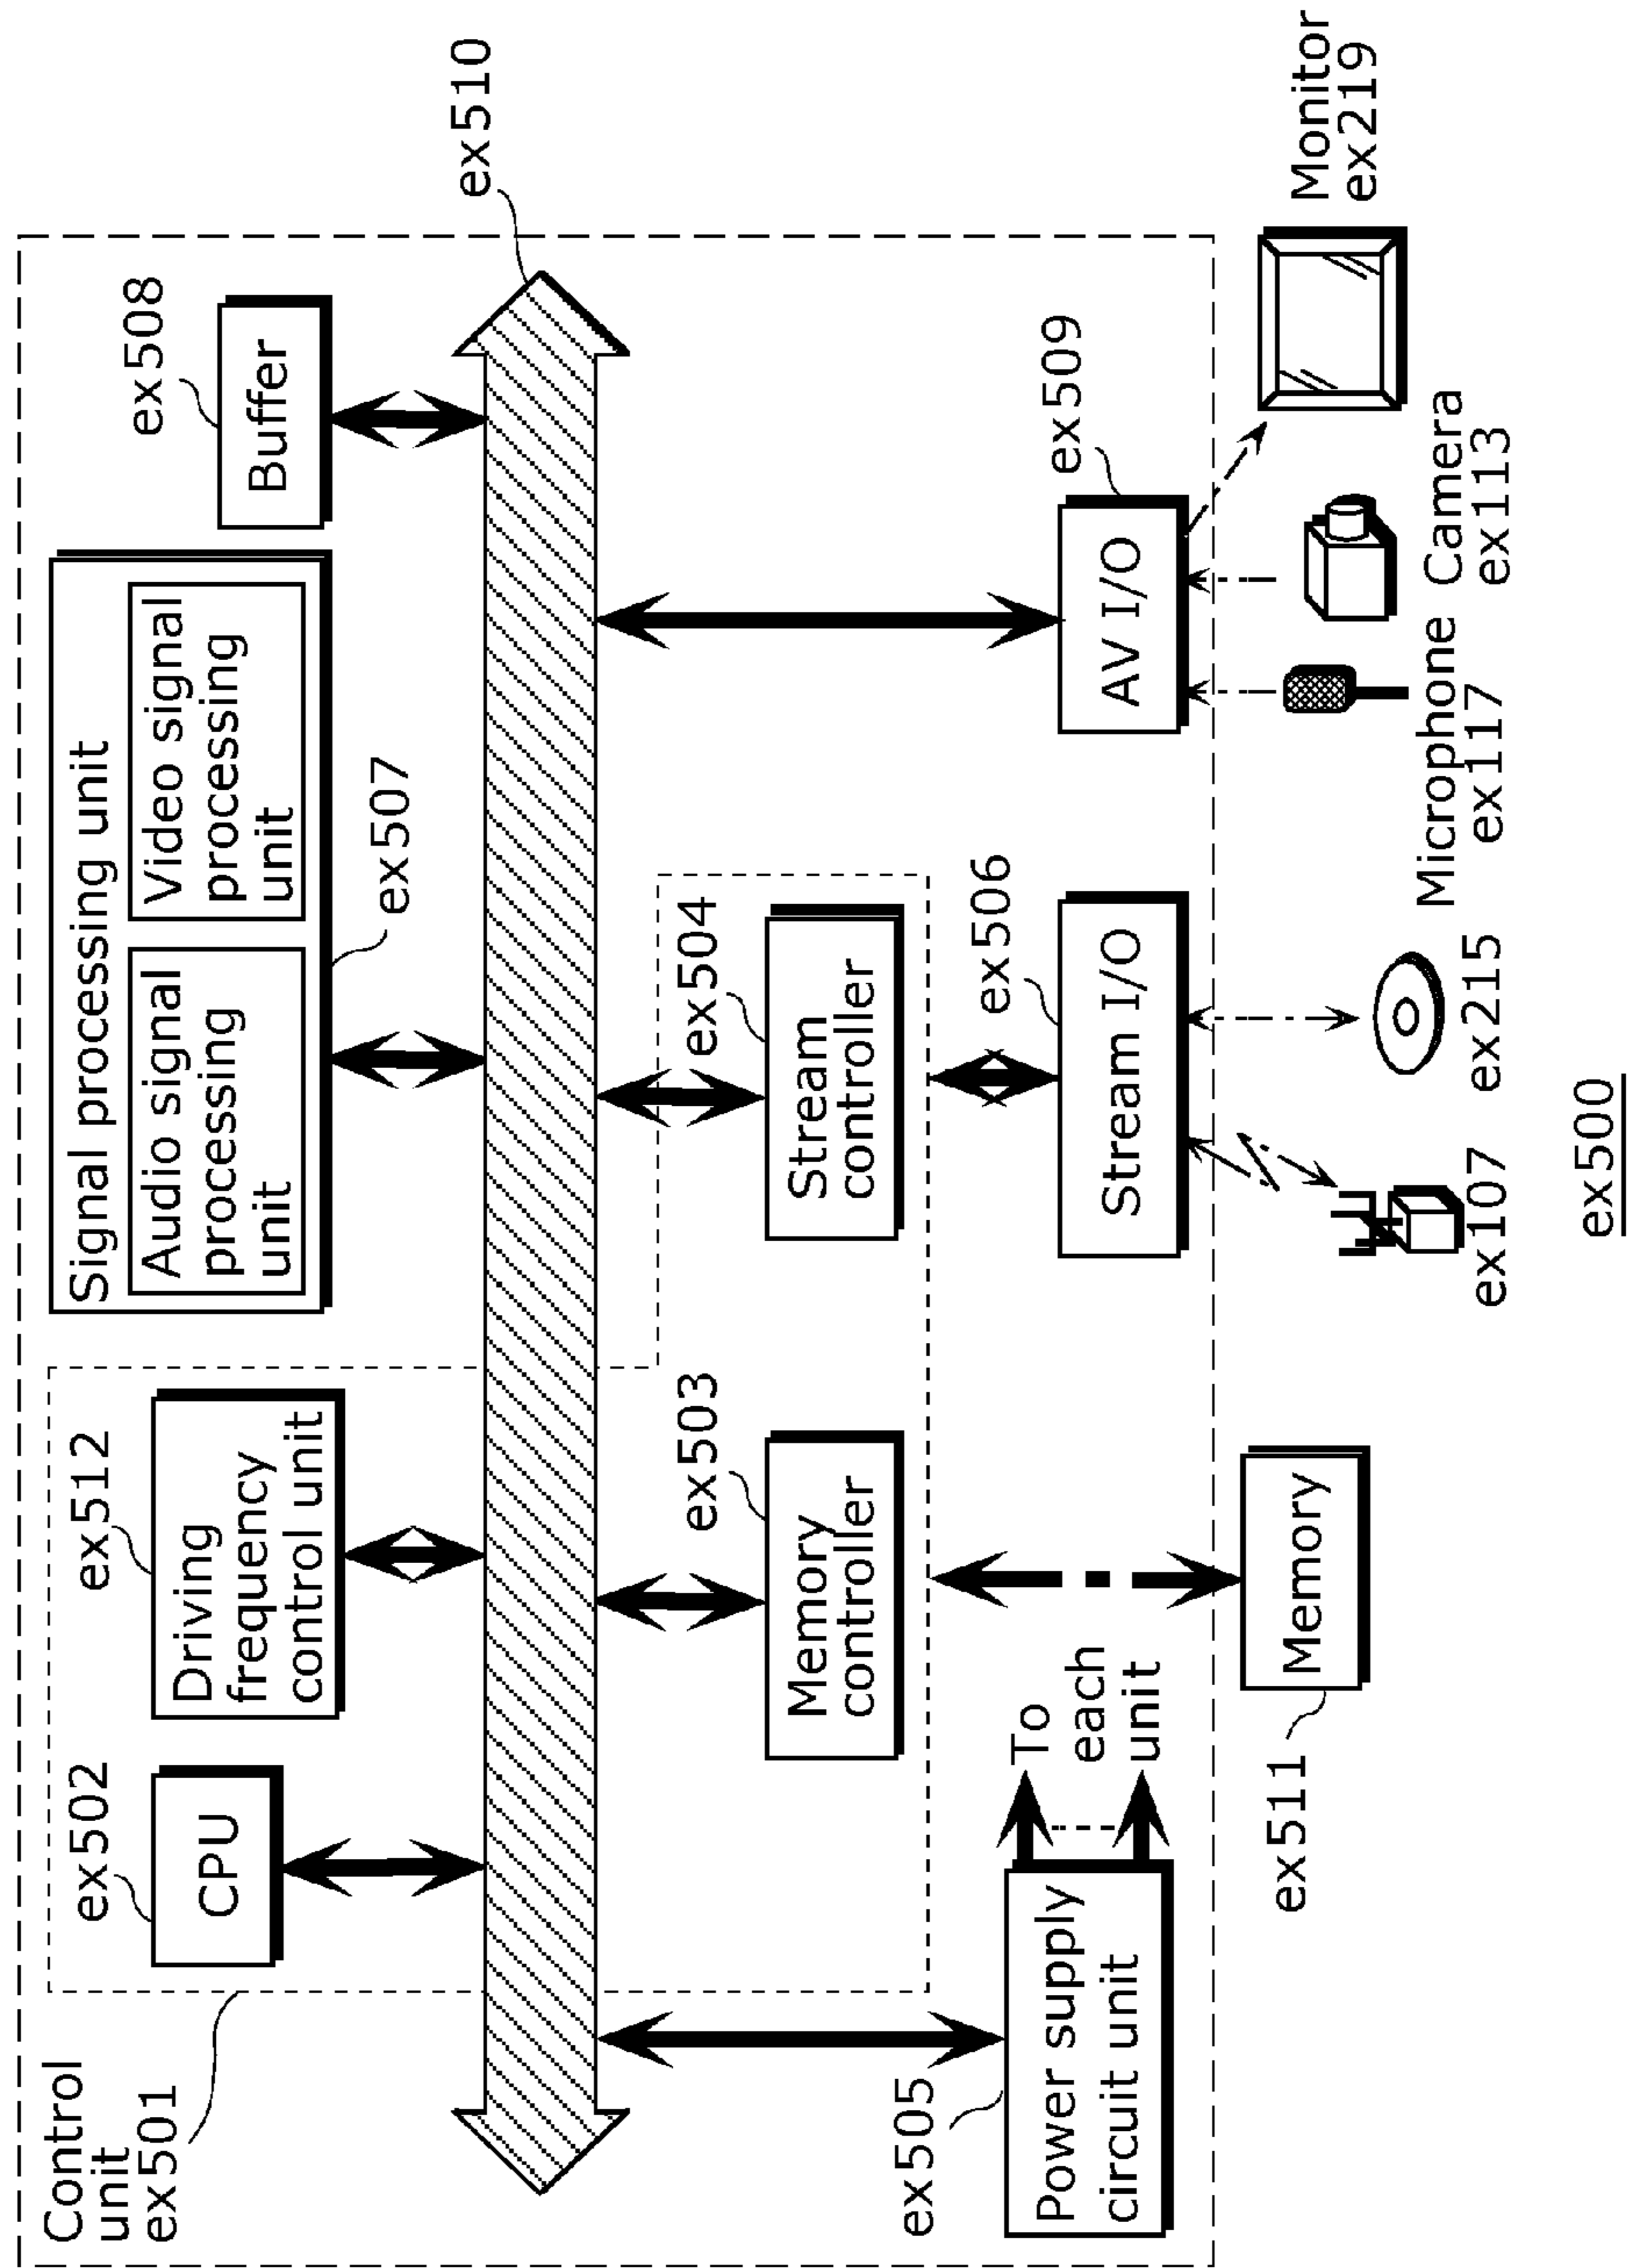 Control
unit
ex501
ex502
CPU
ex512
Driving
frequency
control unit
Signal processing unit
Audio signal
processing
unit
Video signal
processing
unit
ex507
ex508
Buffer
ex510
ex503
Memory
controller
ex504
Stream
controller
ex505
Power supply
circuit unit
To
each
unit
ex506
Stream I/O
ex509
AV I/O
ex511
Memory
ex107
ex215
Microphone
ex117
Camera
ex113
Monitor
ex219
ex500